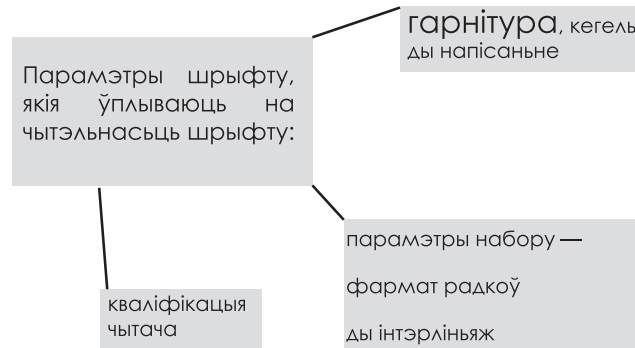 Парамэтры шрыфту,
якія ўплываюць на
чытэльнасьць шрыфту:
гарнітура, кегель
ды напісаньне
кваліфікацыя
чытача
парамэтры набору —
фармат радкоў
ды інтэрліньяж